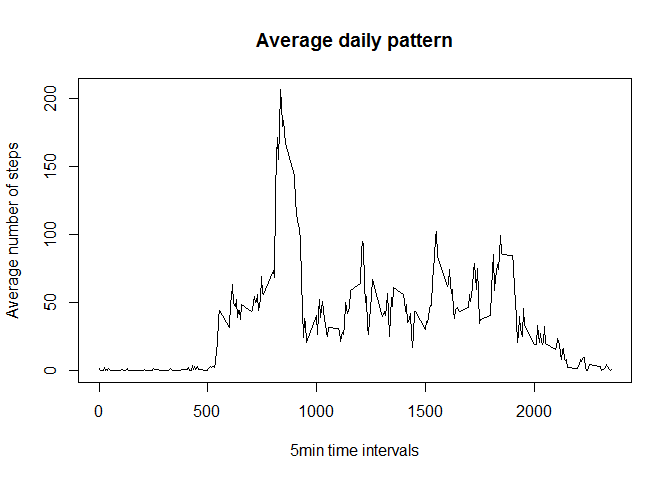 Average daily pattern
Average number of steps
200
150
100
50
0
0 500 1000 1500 2000
5min time intervals